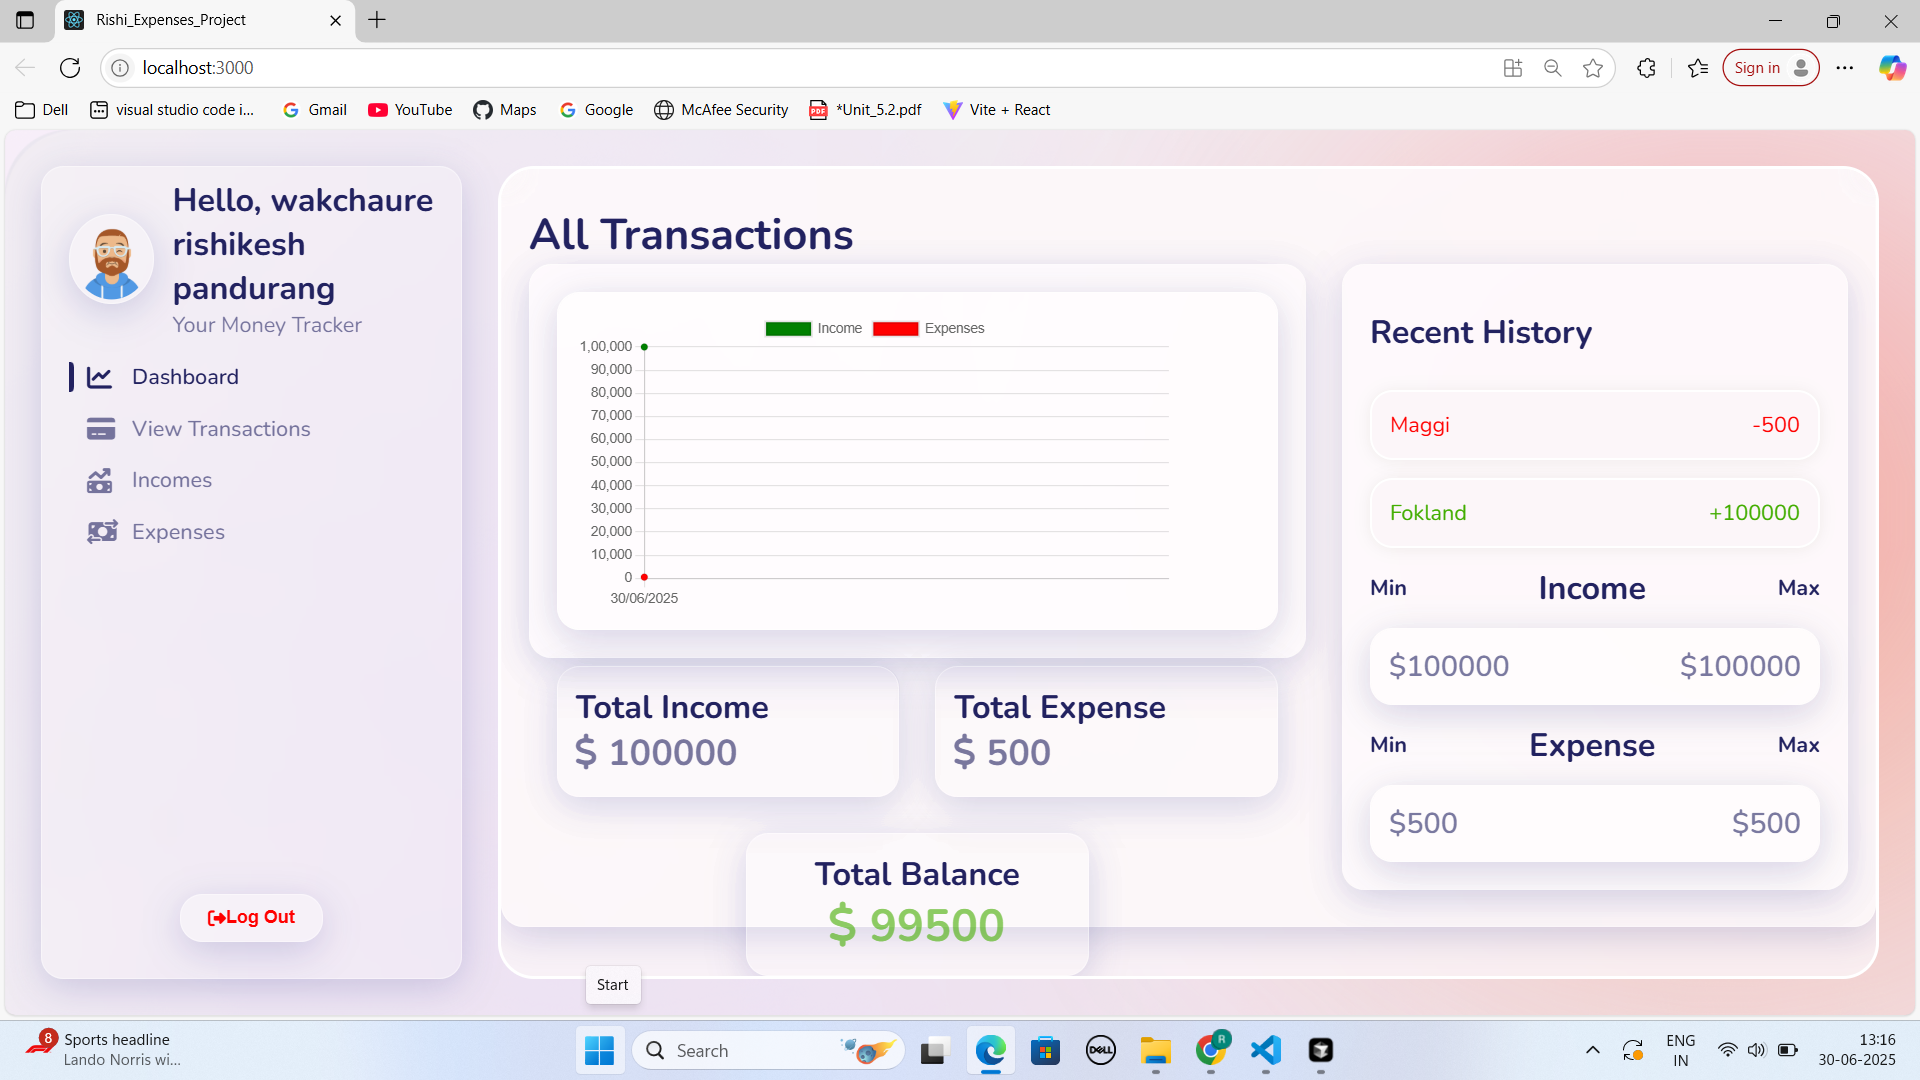 Rishi_Expenses_Project
localhost:3000
Sign in
Dell
visual studio code i...
Gmail
YouTube
Maps
Google
McAfee Security
*Unit_5.2.pdf
Vite + React
Hello, wakchaure
rishikesh
pandurang
Your Money Tracker
Dashboard
View Transactions
Incomes
Expenses
Log Out
All Transactions
Income
Expenses
1,00,000
90,000
80,000
70,000
60,000
50,000
40,000
30,000
20,000
10,000
0
30/06/2025
Total Income
$ 100000
Total Expense
$ 500
Total Balance
$ 99500
Recent History
Maggi -500
Fokland +100000
Min Income Max
$100000 $100000
Min Expense Max
$500 $500
Start
8
Sports headline
Lando Norris wi...
Search
PDF
DELL
R
ENG
IN
13:16
30-06-2025